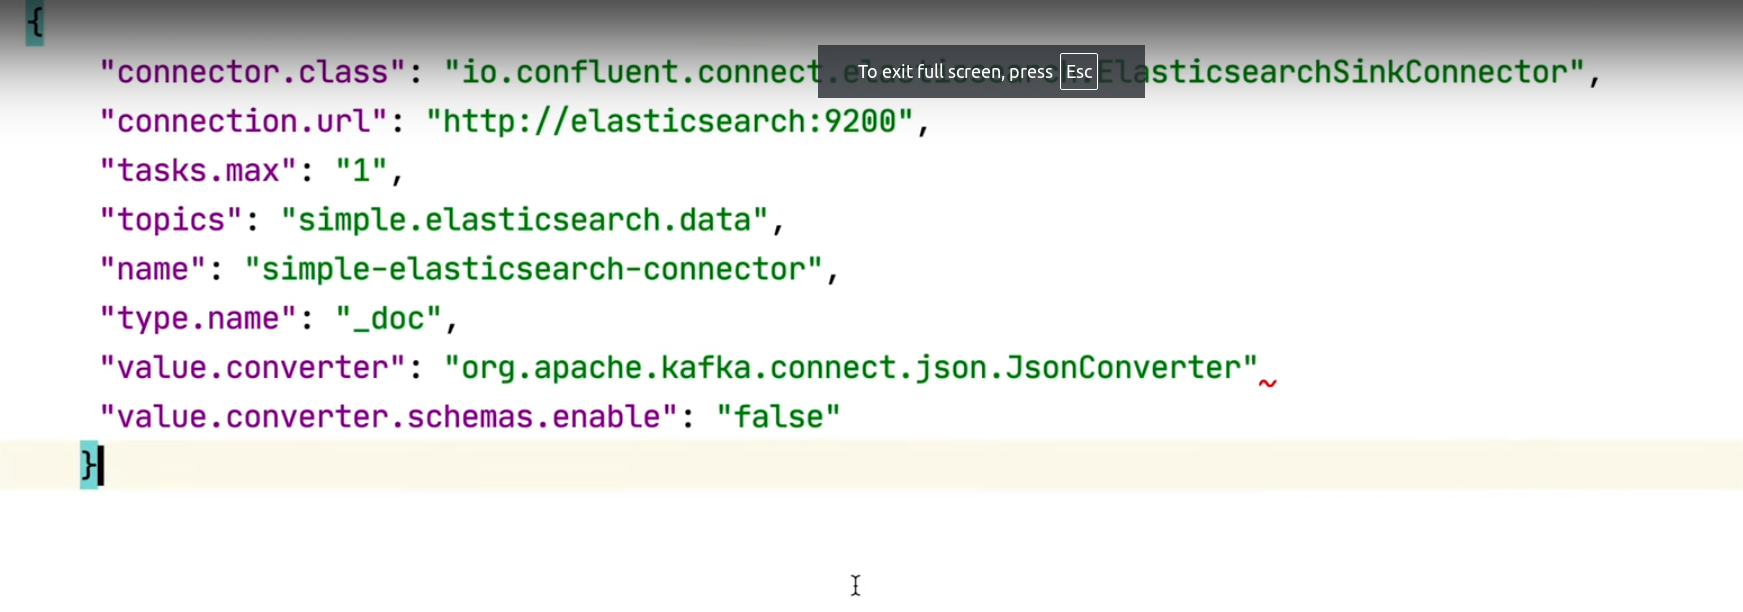 {
"connector.class": "io.confluent.connect.elasticsearch.ElasticsearchSinkConnector",
To exit full screen, press Esc
"connection.url": "http://elasticsearch:9200",
"tasks.max": "1",
"topics": "simple.elasticsearch.data",
"name": "simple-elasticsearch-connector",
"type.name": "_doc",
"value.converter": "org.apache.kafka.connect.json.JsonConverter"
"value.converter.schemas.enable": "false"
}